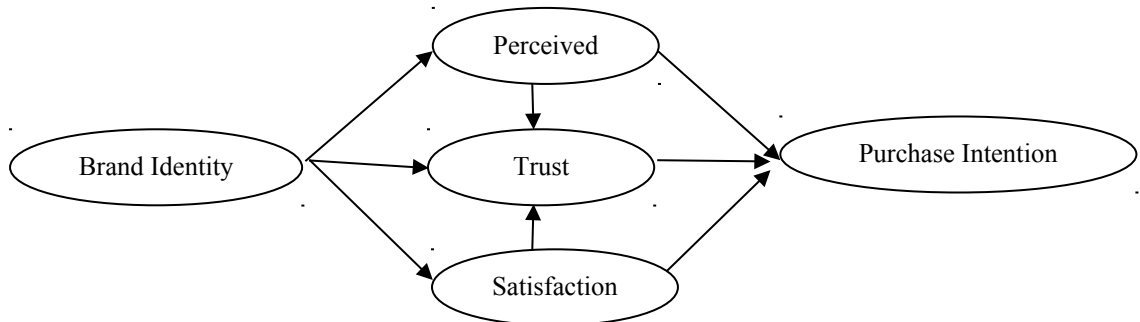 Perceived
Brand Identity
Trust
Purchase Intention
Satisfaction